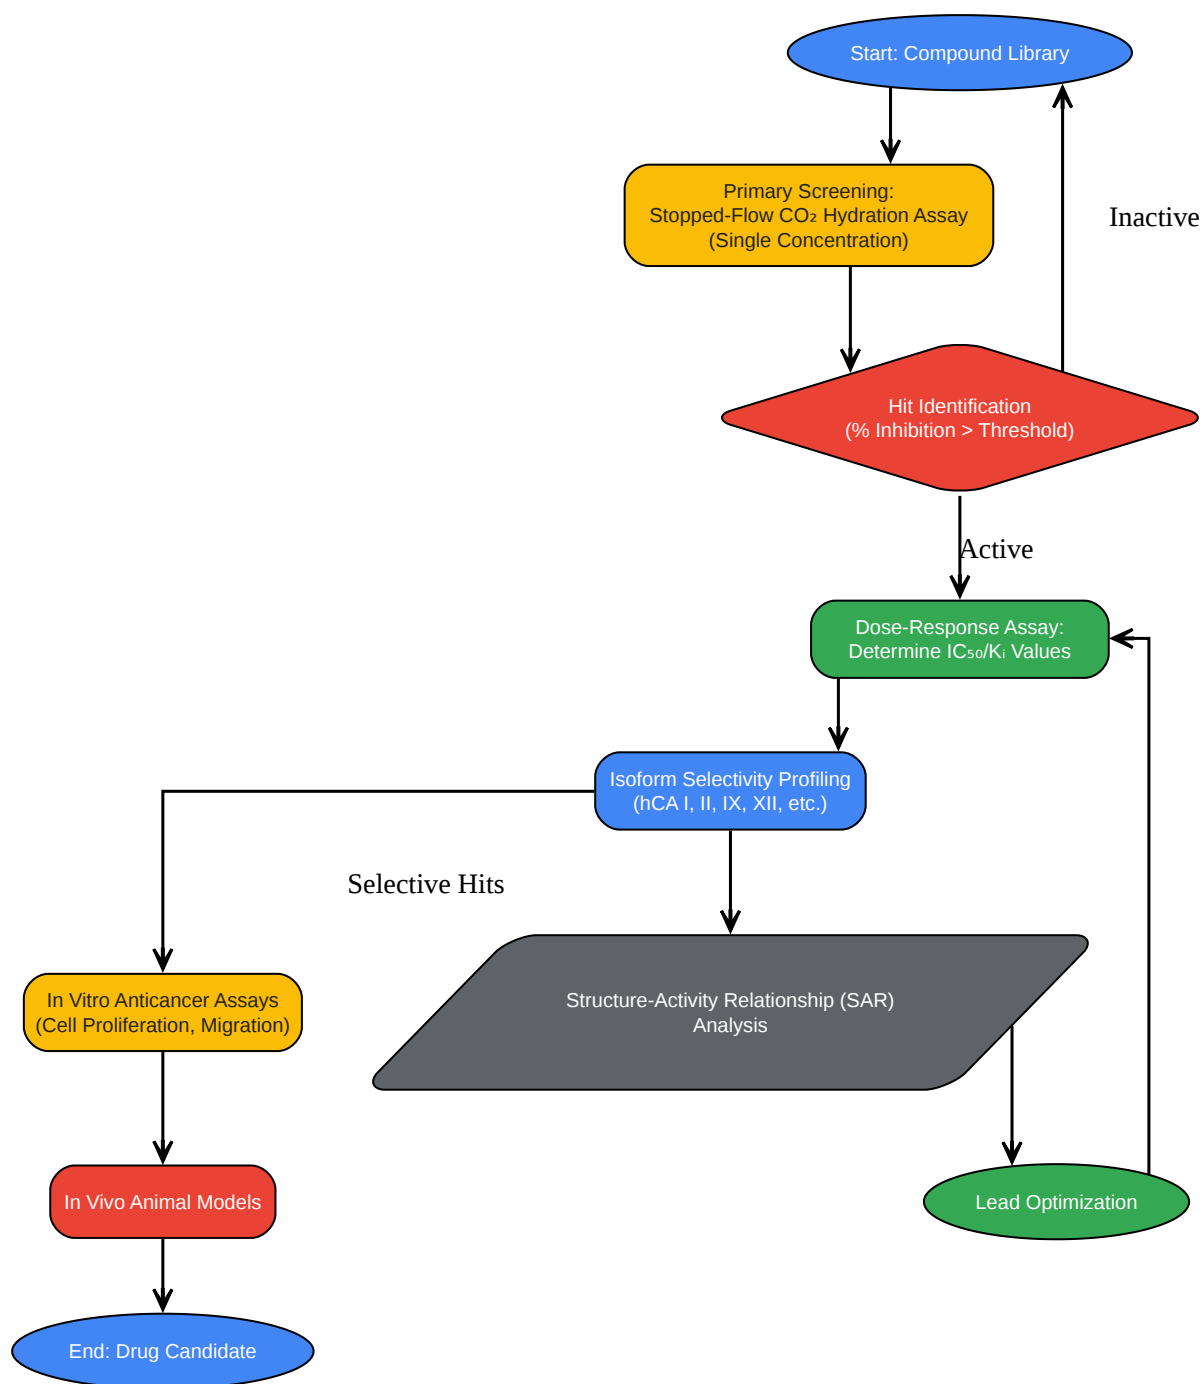 Start: Compound Library
Primary Screening:
Stopped-Flow CO₂ Hydration Assay
(Single Concentration)
Inactive
Hit Identification
(% Inhibition > Threshold)
Active
Dose-Response Assay:
Determine IC₅₀/Kᵢ Values
Isoform Selectivity Profiling
(hCA I, II, IX, XII, etc.)
Selective Hits
In Vitro Anticancer Assays
(Cell Proliferation, Migration)
Structure-Activity Relationship (SAR)
Analysis
In Vivo Animal Models
Lead Optimization
End: Drug Candidate